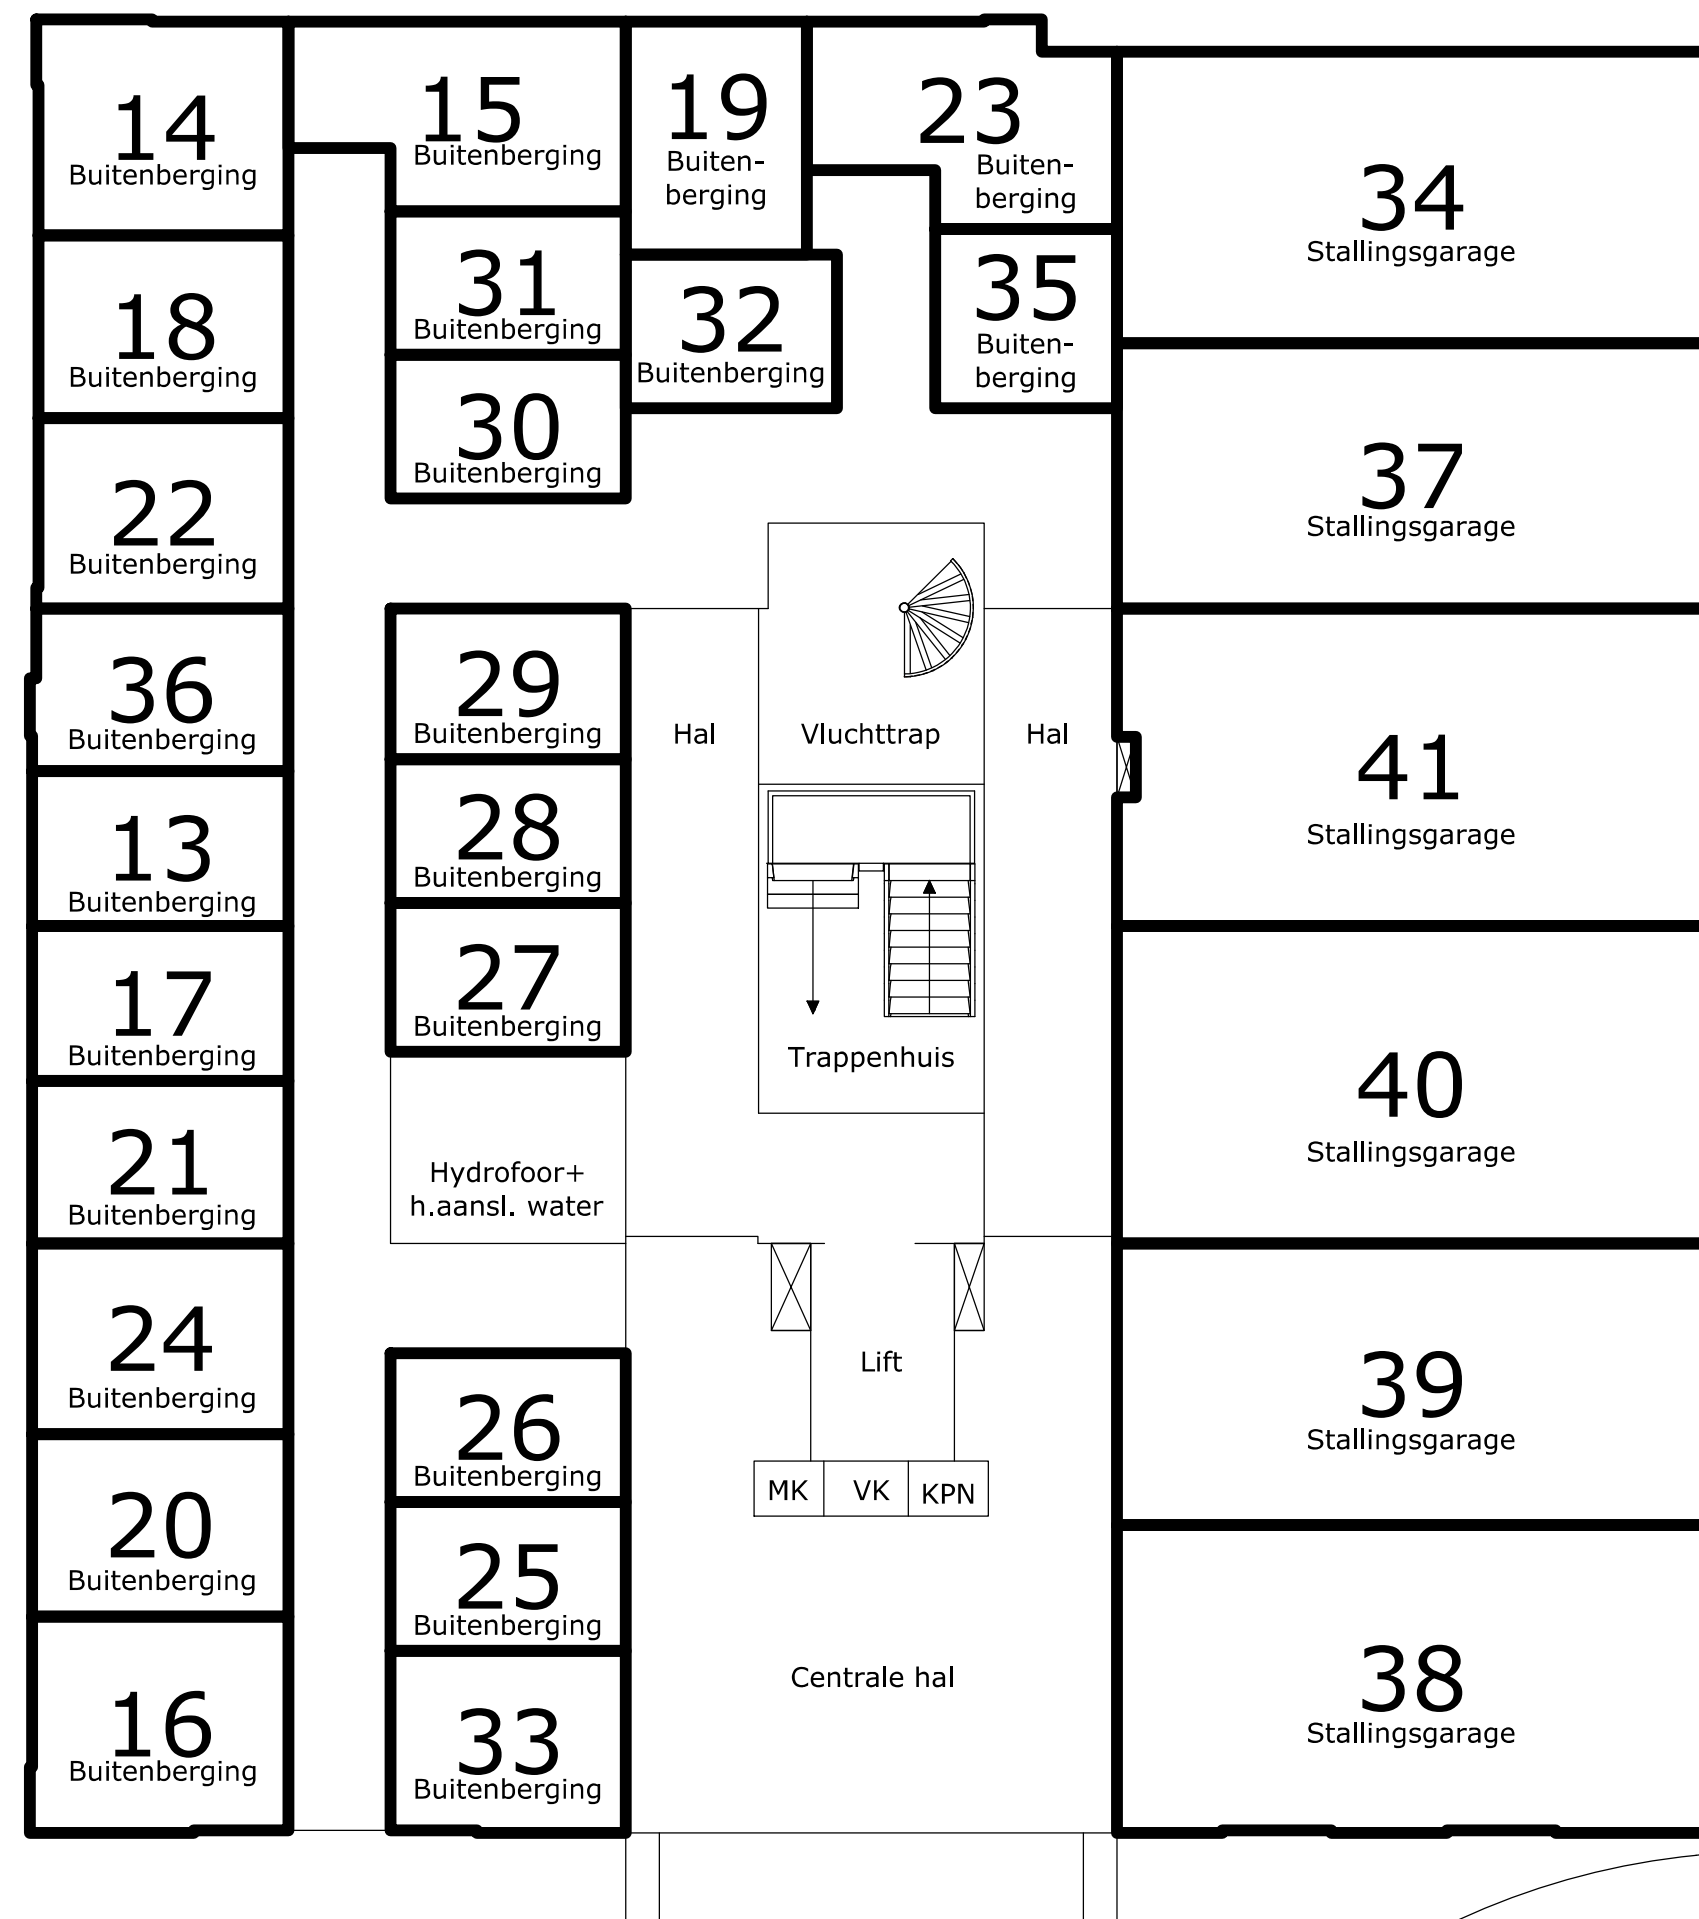 14
Buitenberging
15
Buitenberging
19
Buiten-
berging
23
Buiten-
berging
34
Stallingsgarage
18
Buitenberging
31
Buitenberging
32
Buitenberging
35
Buiten-
berging
30
Buitenberging
37
Stallingsgarage
22
Buitenberging
36
Buitenberging
29
Buitenberging
Hal
Vluchttrap
Hal
41
Stallingsgarage
13
Buitenberging
28
Buitenberging
17
Buitenberging
27
Buitenberging
Trappenhuis
40
Stallingsgarage
21
Buitenberging
Hydrofoor+
h.aansl. water
24
Buitenberging
Lift
39
Stallingsgarage
26
Buitenberging
MK
VK
KPN
20
Buitenberging
25
Buitenberging
Centrale hal
38
Stallingsgarage
16
Buitenberging
33
Buitenberging